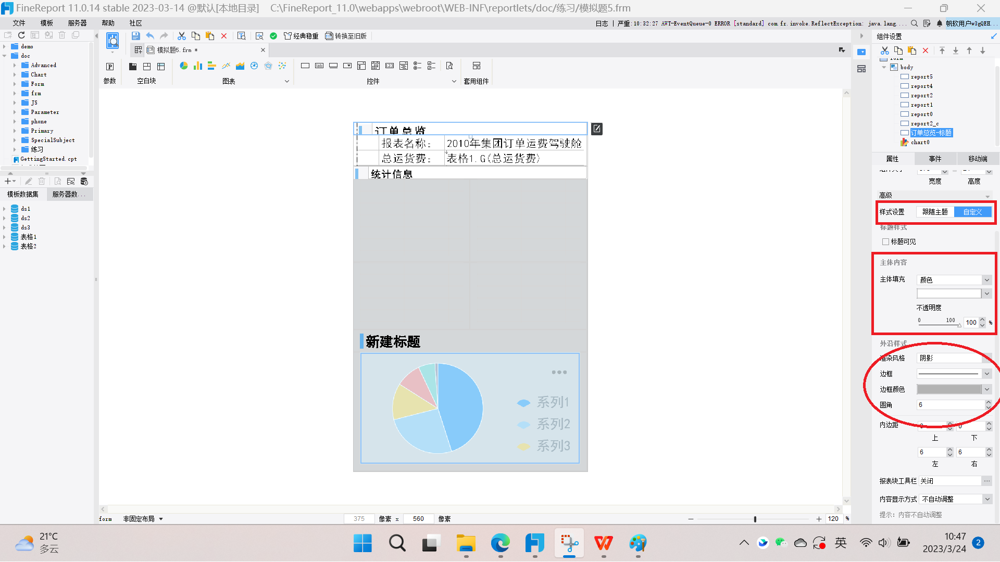 FineReport 11.0.14 stable 2023-03-14 @默认[本地目录] C:\FineReport_11.0\webapps\webroot\WEB-INF\reportlets/doc/练习/模拟题5.frm
文件 模板 服务器 帮助 社区
日志 | 严重:10:32:27 AWT-EventQueue-0 ERROR [standard] com.fr.invoke.ReflectException: java.lang....
帆软用户w3gQEH...
经典稳重 转换至旧版
模拟题5.frm *
参数 空白块 图表 控件 套用组件
demo
doc
Advanced
Chart
Form
frm
JS
Parameter
phone
Primary
SpecialSubject
练习
GettingStarted.cpt
模板数据集 服务器数...
ds1
ds2
ds3
表格1
表格2
订单总览
报表名称: 2010年集团订单运费驾驶舱
总运货费: 表格1.G(总运货费)
统计信息
新建标题
系列1
系列2
系列3
form 非固定布局 375 像素 x 560 像素 120 %
组件设置
form
body
report5
report4
report2
report1
report0
report2_c
订单总览-标题
chart0
属性 事件 移动端
宽度 高度
高级
样式设置 跟随主题 自定义
标题样式
标题可见
主体内容
主体填充 颜色
不透明度
0 100 100 %
外沿样式
渲染风格 阴影
边框
边框颜色
圆角 6
内边距
上 下
6 6
左 右
报表块工具栏 关闭 ...
内容显示方式 不自动调整
提示: 内容不自动调整
21°C
多云
英
10:47
2023/3/24
2